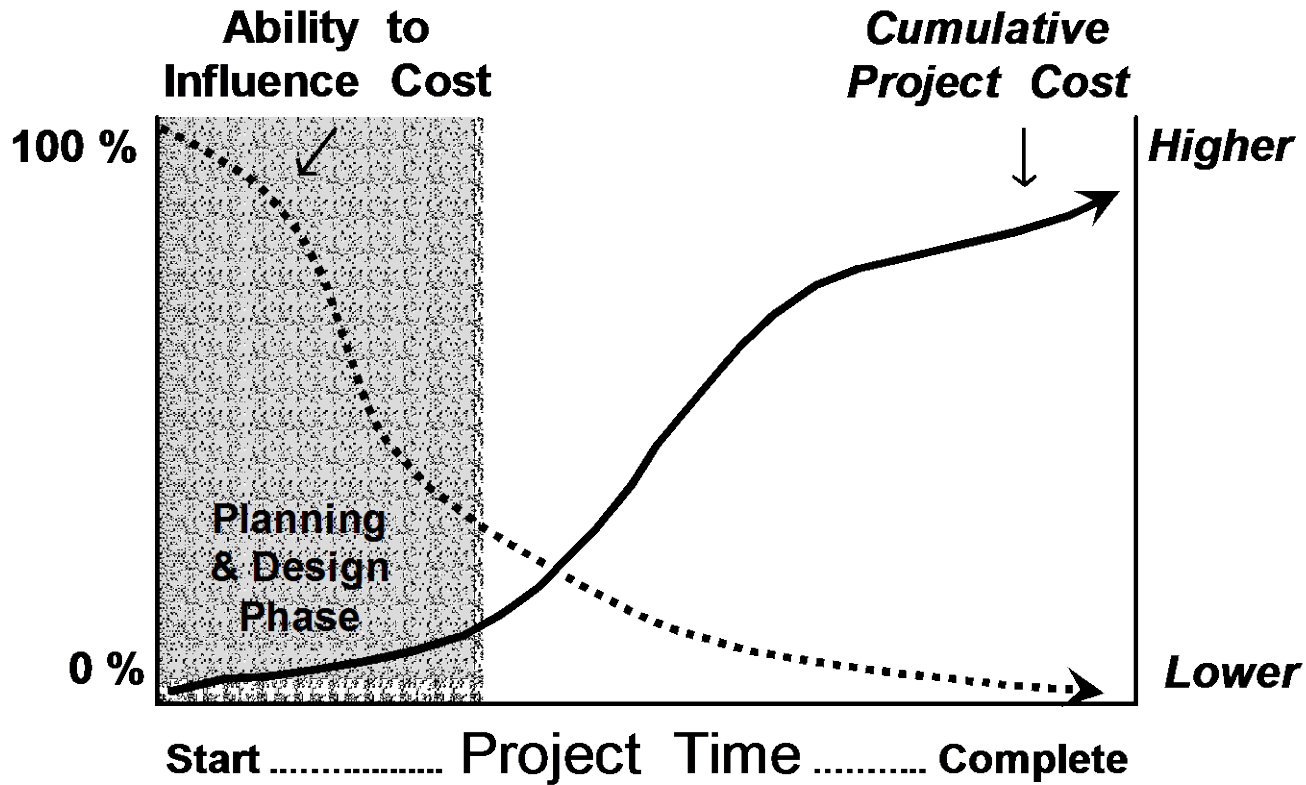 Ability to
Influence Cost
Cumulative
Project Cost
100 %
Higher
Planning
& Design
Phase
0 %
Lower
Start ................... Project Time ........... Complete